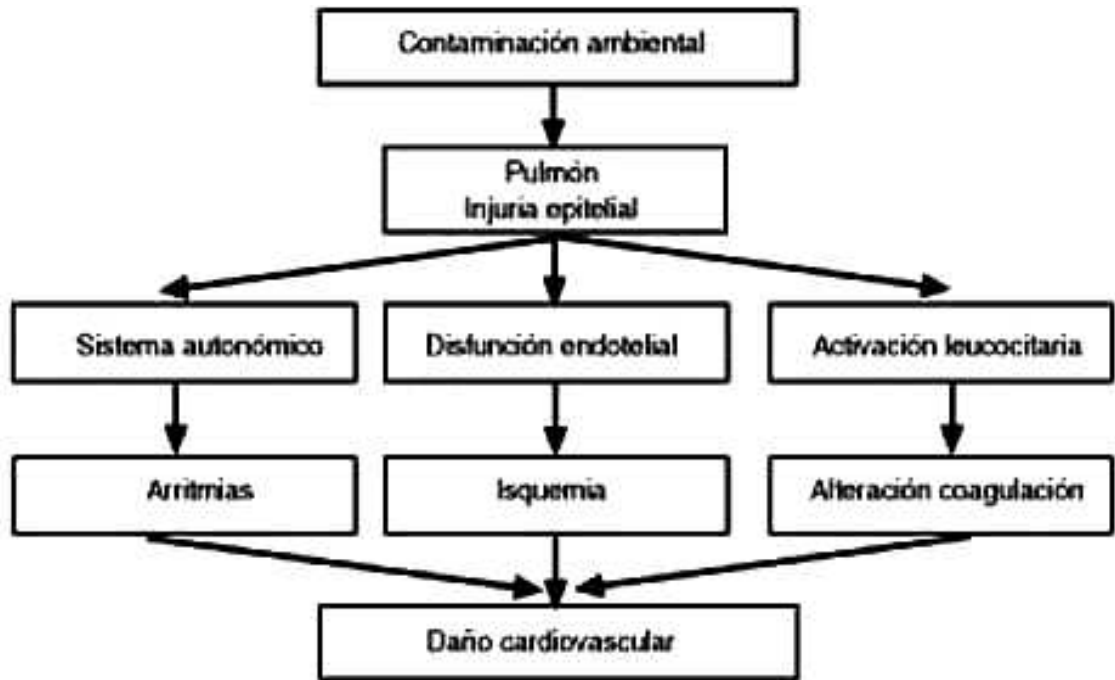 Contaminación ambiental
Pulmón
Injuria epitelial
Sistema autonómico
Disfunción endotelial
Activación leucocitaria
Arritmias
Isquemia
Alteración coagulación
Daño cardiovascular